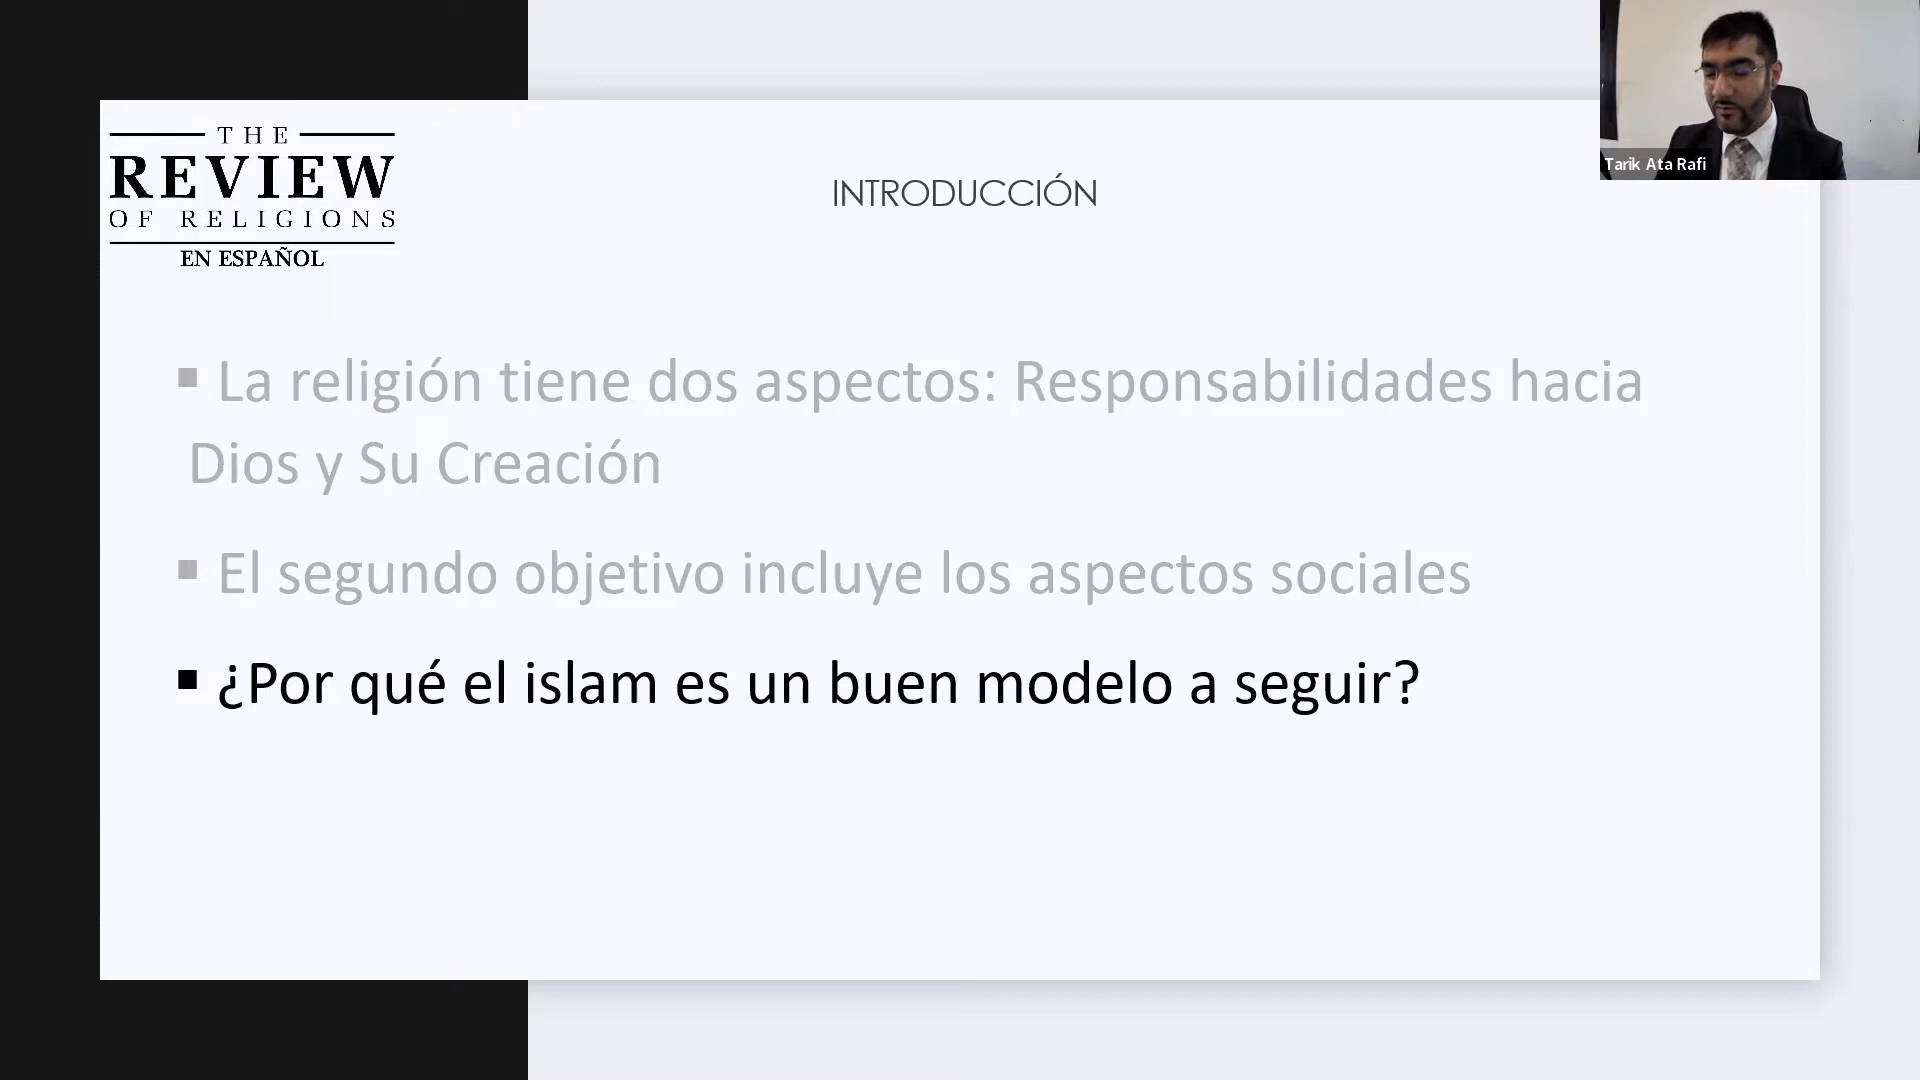 THE
REVIEW
OF RELIGIONS
EN ESPAÑOL
INTRODUCCIÓN
Tarik Ata Rafi
▪ La religión tiene dos aspectos: Responsabilidades hacia
Dios y Su Creación
▪ El segundo objetivo incluye los aspectos sociales
▪ ¿Por qué el islam es un buen modelo a seguir?